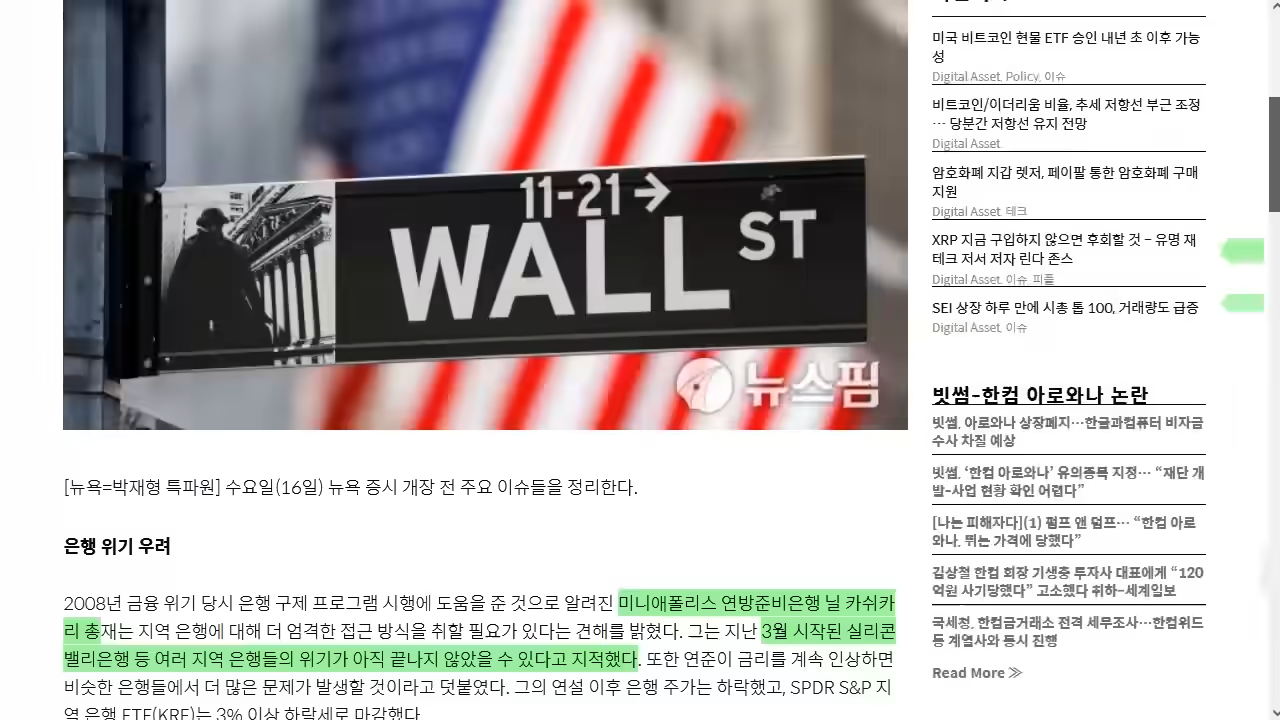 11-21 →
WALL ST
뉴스핌
[뉴욕=박재형 특파원] 수요일(16일) 뉴욕 증시 개장 전 주요 이슈들을 정리한다.
은행 위기 우려
2008년 금융 위기 당시 은행 구제 프로그램 시행에 도움을 준 것으로 알려진 미니애폴리스 연방준비은행 닐 카쉬카
리 총재는 지역 은행에 대해 더 엄격한 접근 방식을 취할 필요가 있다는 견해를 밝혔다. 그는 지난 3월 시작된 실리콘
밸리은행 등 여러 지역 은행들의 위기가 아직 끝나지 않았을 수 있다고 지적했다. 또한 연준이 금리를 계속 인상하면
비슷한 은행들에서 더 많은 문제가 발생할 것이라고 덧붙였다. 그의 연설 이후 은행 주가는 하락했고, SPDR S&P 지
역 은행 ETF(KRE)는 3% 이상 하락세로 마감했다
미국 비트코인 현물 ETF 승인 내년 초 이후 가능
성
Digital Asset, Policy, 이슈
비트코인/이더리움 비율, 추세 저항선 부근 조정
… 당분간 저항선 유지 전망
Digital Asset
암호화폐 지갑 렛저, 페이팔 통한 암호화폐 구매
지원
Digital Asset, 테크
XRP 지금 구입하지 않으면 후회할 것 – 유명 재
테크 저서 저자 린다 존스
Digital Asset, 이슈, 피플
SEI 상장 하루 만에 시총 톱 100, 거래량도 급증
Digital Asset, 이슈
빗썸-한컴 아로와나 논란
빗썸, 아로와나 상장폐지…한글과컴퓨터 비자금
수사 차질 예상
빗썸, ‘한컴 아로와나’ 유의종목 지정… “재단 개
발-사업 현황 확인 어렵다”
[나는 피해자다](1) 펌프 앤 덤프… “한컴 아로
와나, 뛰는 가격에 당했다”
김상철 한컴 회장 기생충 투자사 대표에게 “120
억원 사기당했다” 고소했다 취하-세계일보
국세청, 한컴금거래소 전격 세무조사…한컴위드
등 계열사와 동시 진행
Read More ≫